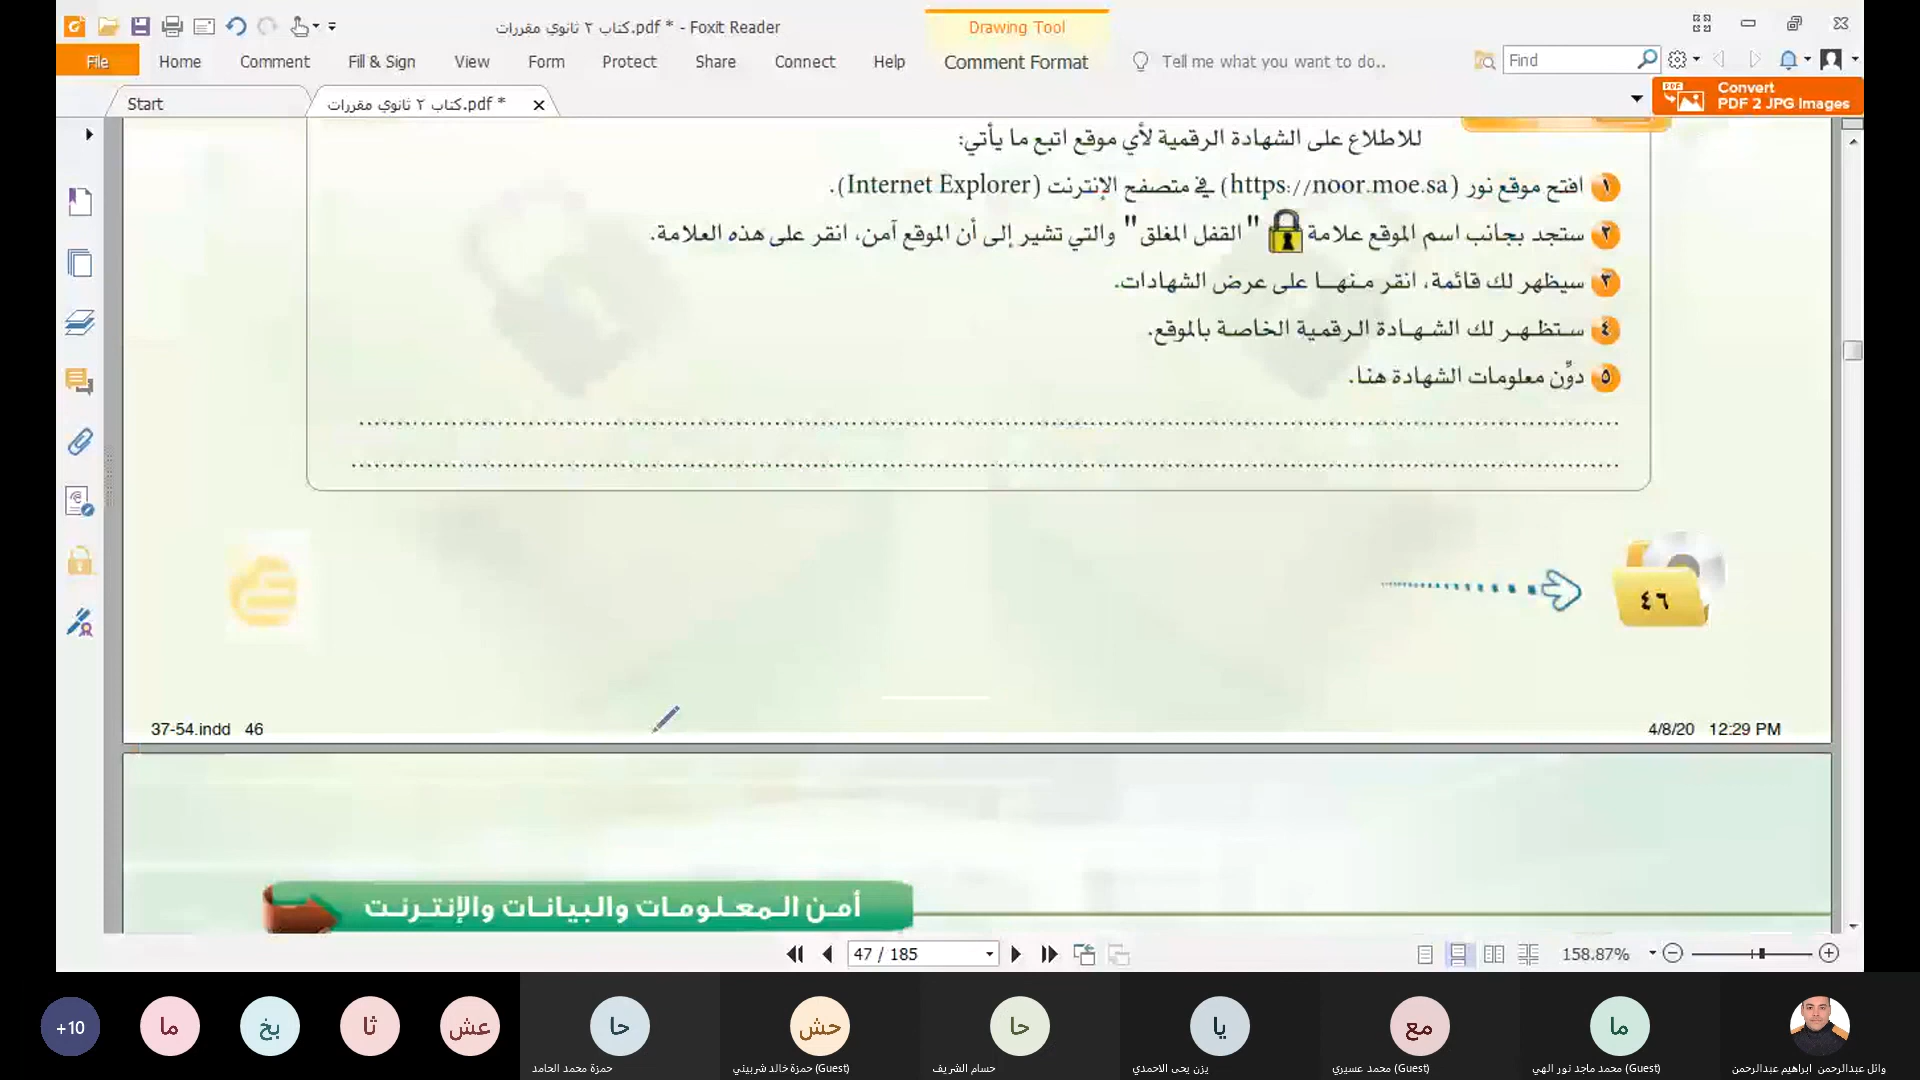 كتاب ٢ ثانوي مقررات.pdf * - Foxit Reader
Drawing Tool
File Home Comment Fill & Sign View Form Protect Share Connect Help Comment Format Tell me what you want to do.. Find
Start
كتاب ٢ ثانوي مقررات.pdf *
Convert
PDF 2 JPG Images
للاطلاع على الشهادة الرقمية لأي موقع اتبع ما يأتي:
١ افتح موقع نور (https://noor.moe.sa) في متصفح الإنترنت (Internet Explorer).
٢ ستجد بجانب اسم الموقع علامة "القفل المغلق" والتي تشير إلى أن الموقع آمن، انقر على هذه العلامة.
٣ سيظهر لك قائمة، انقر منها على عرض الشهادات.
٤ ستظهر لك الشهادة الرقمية الخاصة بالموقع.
٥ دوِّن معلومات الشهادة هنا.
٤٦
37-54.indd 46
4/8/20 12:29 PM
أمن المعلومات والبيانات والإنترنت
47 / 185
158.87%
+10
ما
بخ
ثا
عش
حا
حش
حا
يا
مع
ما
حمزة محمد الحامد
حمزة خالد شربيني (Guest)
حسام الشريف
يزن يحى الاحمدي
محمد عسيري (Guest)
محمد ماجد نور الهي (Guest)
وائل عبدالرحمن ابراهيم عبدالرحمن